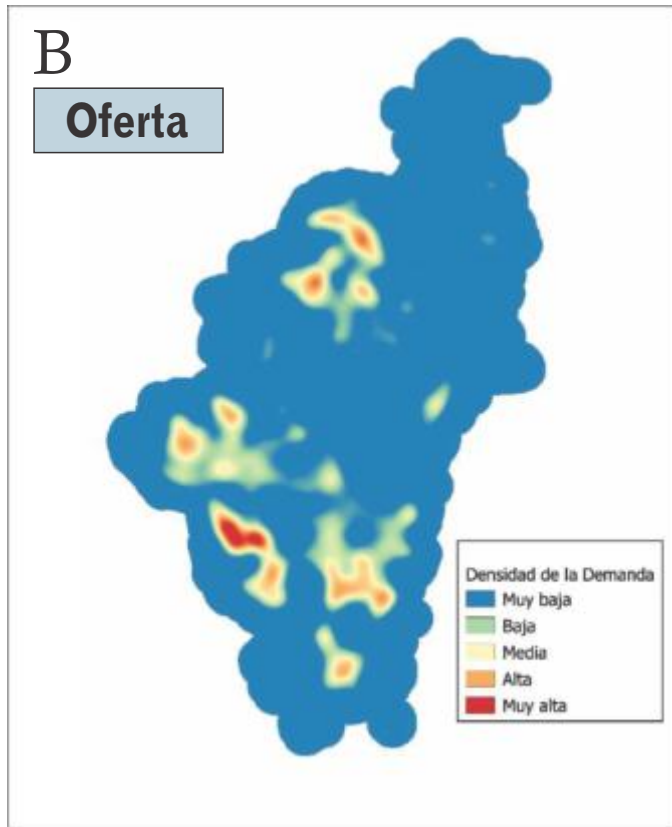 B
Oferta
Densidad de la Demanda
Muy baja
Baja
Media
Alta
Muy alta